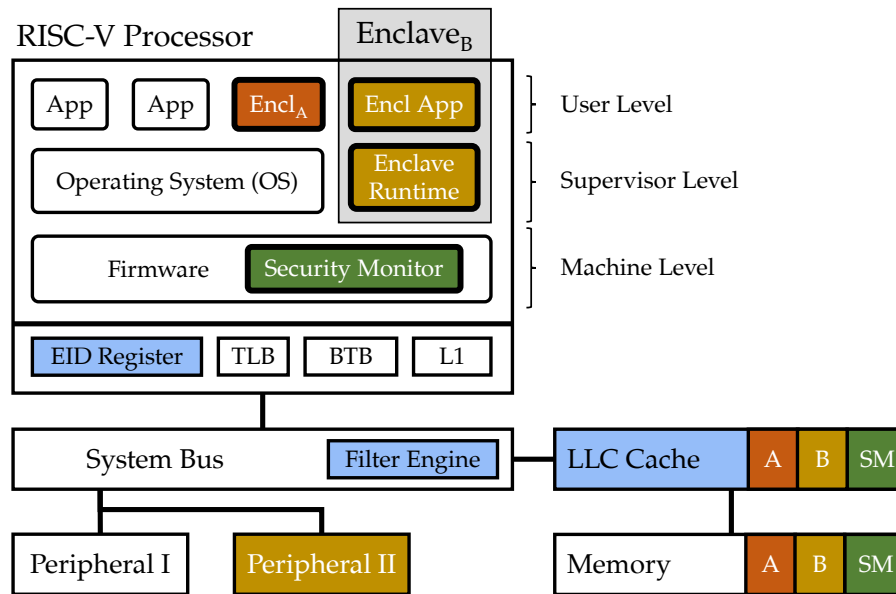 RISC-V Processor
Enclave_B
App
App
Encl_A
Encl App
User Level
Operating System (OS)
Enclave
Runtime
Supervisor Level
Firmware
Security Monitor
Machine Level
EID Register
TLB
BTB
L1
System Bus
Filter Engine
LLC Cache
A
B
SM
Peripheral I
Peripheral II
Memory
A
B
SM